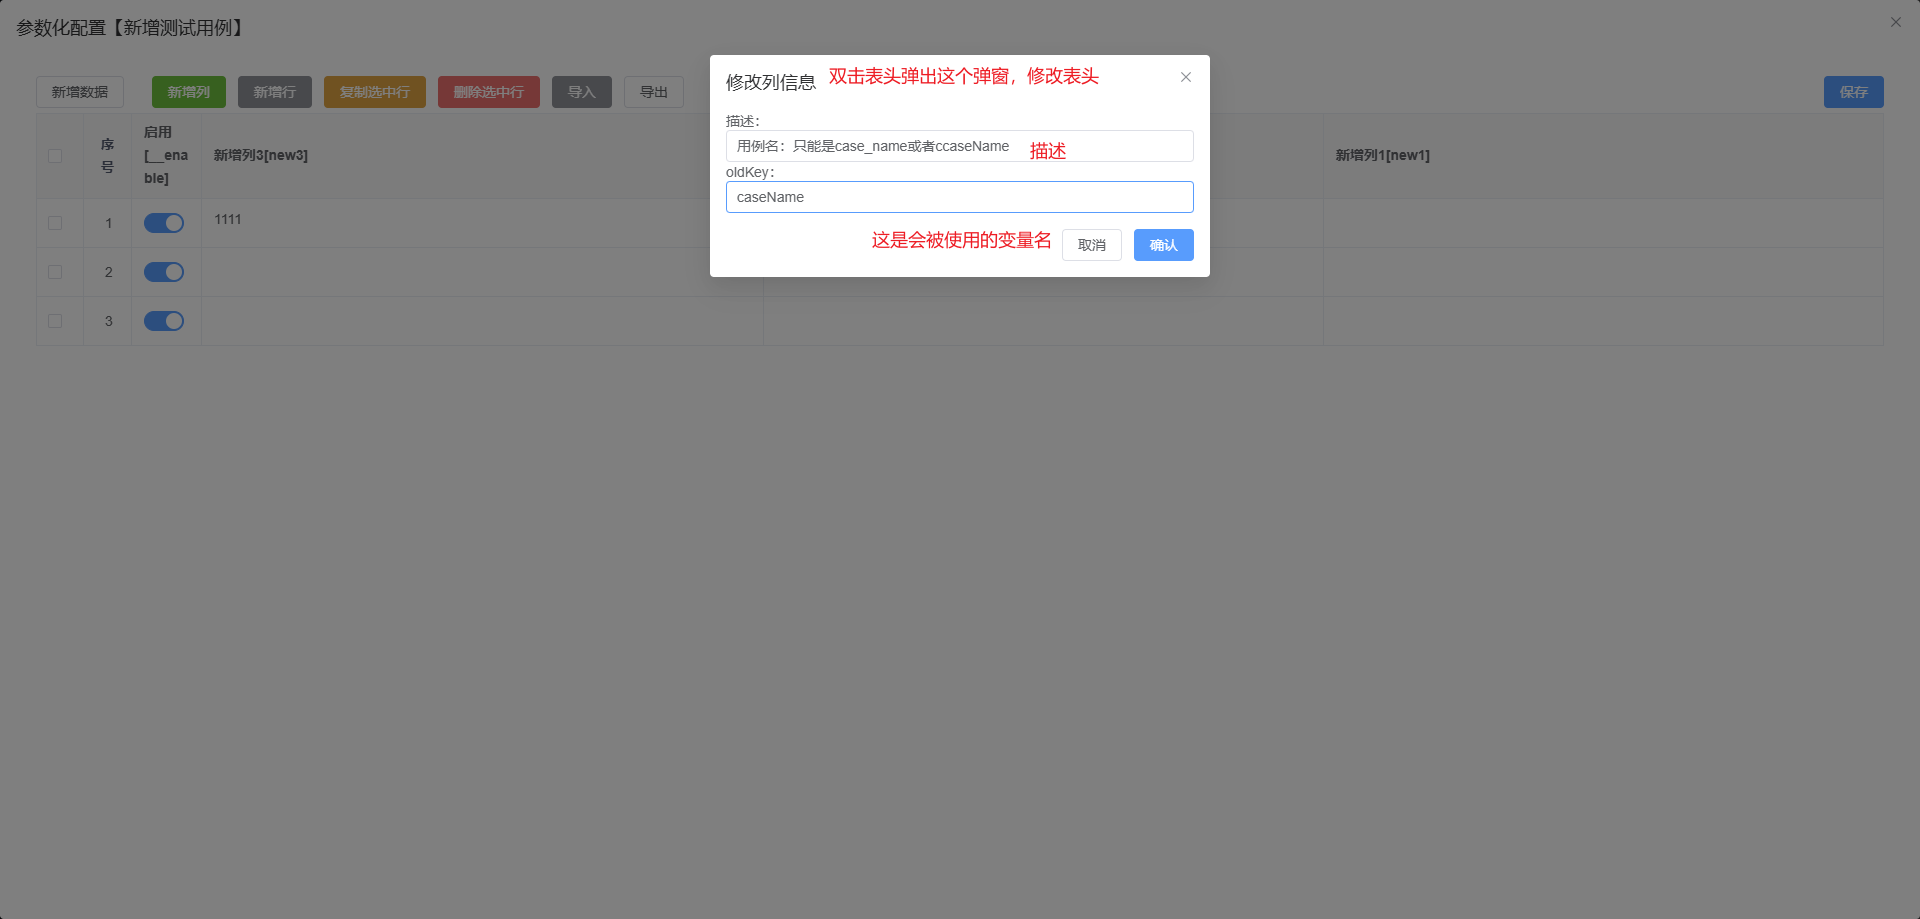 参数化配置【新增测试用例】
新增数据 新增列 新增行 复制选中行 删除选中行 导入 导出 保存
修改列信息 双击表头弹出这个弹窗，修改表头
描述：
用例名：只能是case_name或者ccaseName 描述
oldKey：
caseName
这是会被使用的变量名 取消 确认
序号
启用[__enable]
新增列3[new3]
新增列1[new1]
1 1111
2
3